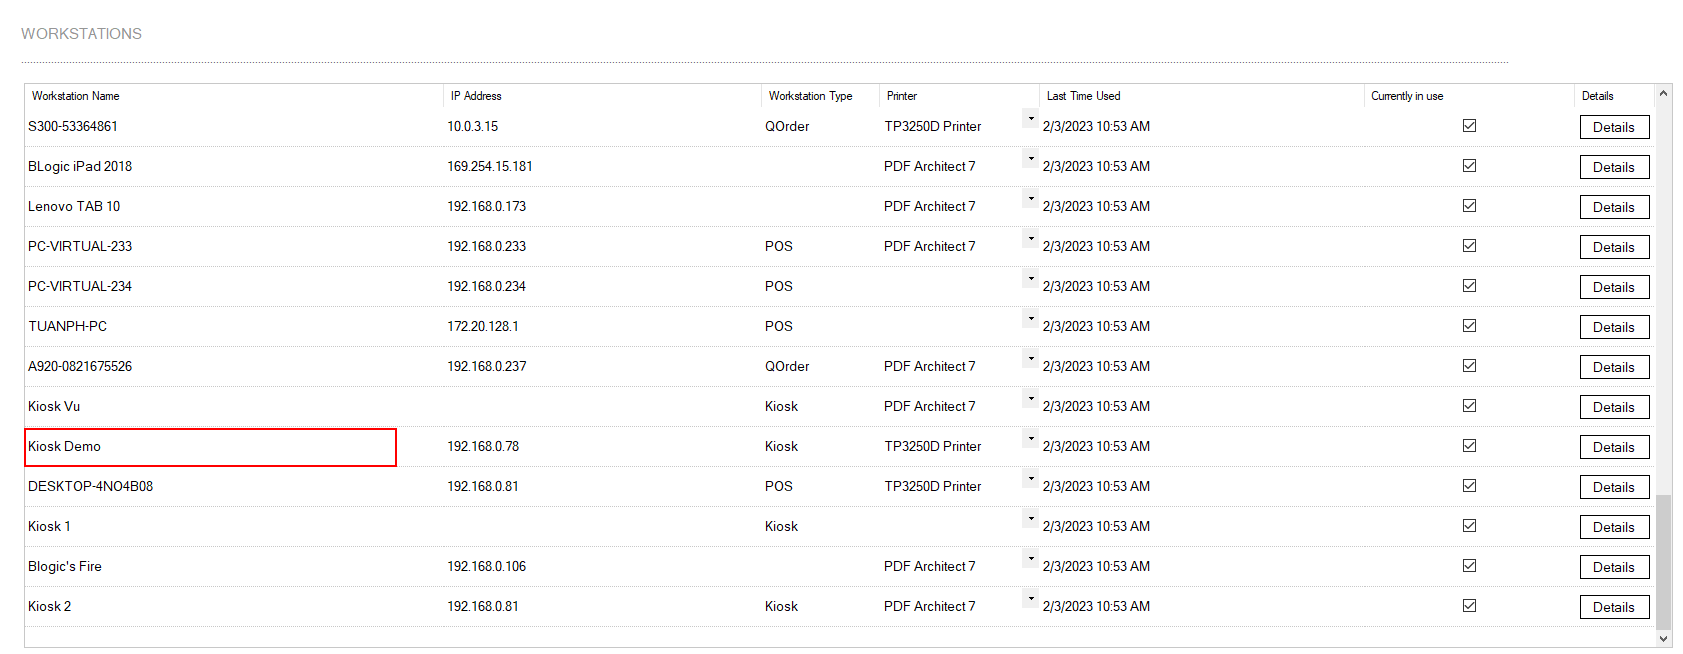 WORKSTATIONS
Workstation Name IP Address Workstation Type Printer Last Time Used Currently in use Details
S300-53364861 10.0.3.15 QOrder TP3250D Printer 2/3/2023 10:53 AM Details
BLogic iPad 2018 169.254.15.181 PDF Architect 7 2/3/2023 10:53 AM Details
Lenovo TAB 10 192.168.0.173 PDF Architect 7 2/3/2023 10:53 AM Details
PC-VIRTUAL-233 192.168.0.233 POS PDF Architect 7 2/3/2023 10:53 AM Details
PC-VIRTUAL-234 192.168.0.234 POS 2/3/2023 10:53 AM Details
TUANPH-PC 172.20.128.1 POS 2/3/2023 10:53 AM Details
A920-0821675526 192.168.0.237 QOrder PDF Architect 7 2/3/2023 10:53 AM Details
Kiosk Vu Kiosk PDF Architect 7 2/3/2023 10:53 AM Details
Kiosk Demo 192.168.0.78 Kiosk TP3250D Printer 2/3/2023 10:53 AM Details
DESKTOP-4NO4B08 192.168.0.81 POS TP3250D Printer 2/3/2023 10:53 AM Details
Kiosk 1 Kiosk 2/3/2023 10:53 AM Details
Blogic's Fire 192.168.0.106 PDF Architect 7 2/3/2023 10:53 AM Details
Kiosk 2 192.168.0.81 Kiosk PDF Architect 7 2/3/2023 10:53 AM Details